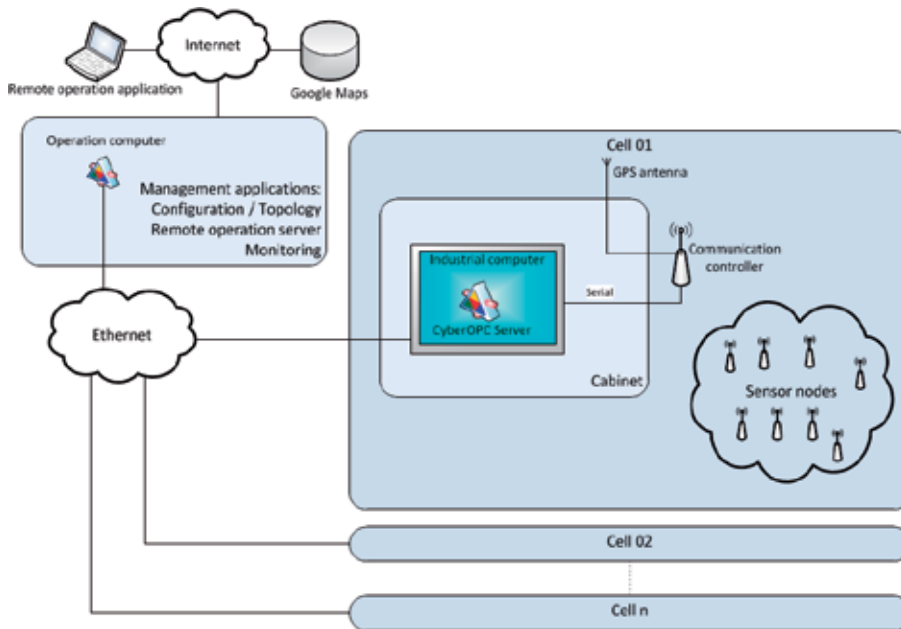 Internet
Remote operation application
Google Maps
Operation computer
Management applications:
Configuration / Topology
Remote operation server
Monitoring
Ethernet
Cell 01
GPS antenna
Communication
controller
Industrial computer
CyberOPC Server
Serial
Cabinet
Sensor nodes
Cell 02
Cell n